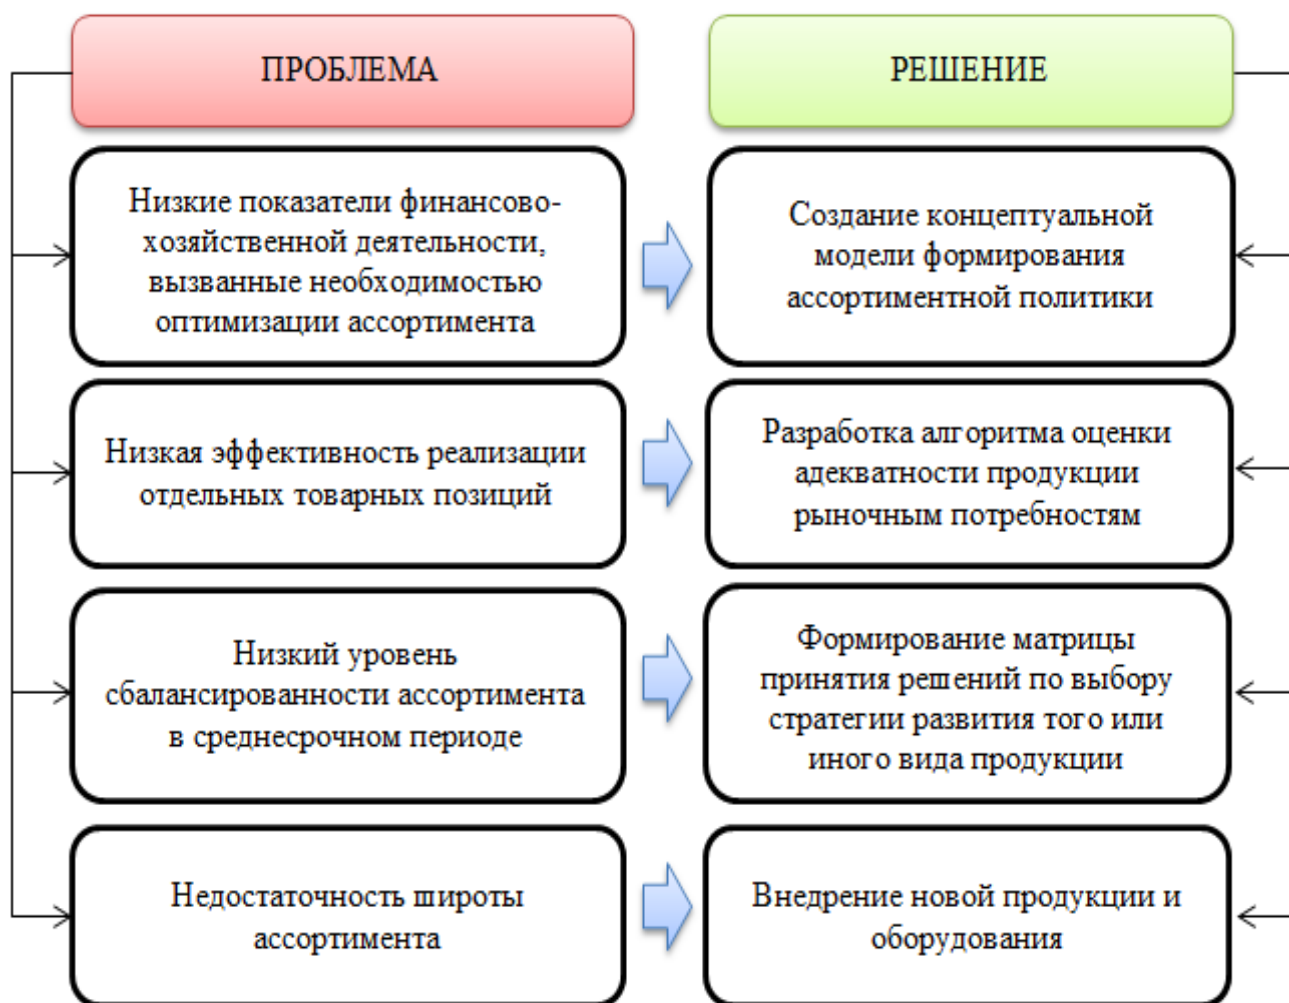 ПРОБЛЕМА
РЕШЕНИЕ
Низкие показатели финансово-
хозяйственной деятельности,
вызванные необходимостью
оптимизации ассортимента
Создание концептуальной
модели формирования
ассортиментной политики
Низкая эффективность реализации
отдельных товарных позиций
Разработка алгоритма оценки
адекватности продукции
рыночным потребностям
Низкий уровень
сбалансированности ассортимента
в среднесрочном периоде
Формирование матрицы
принятия решений по выбору
стратегии развития того или
иного вида продукции
Недостаточность широты
ассортимента
Внедрение новой продукции и
оборудования